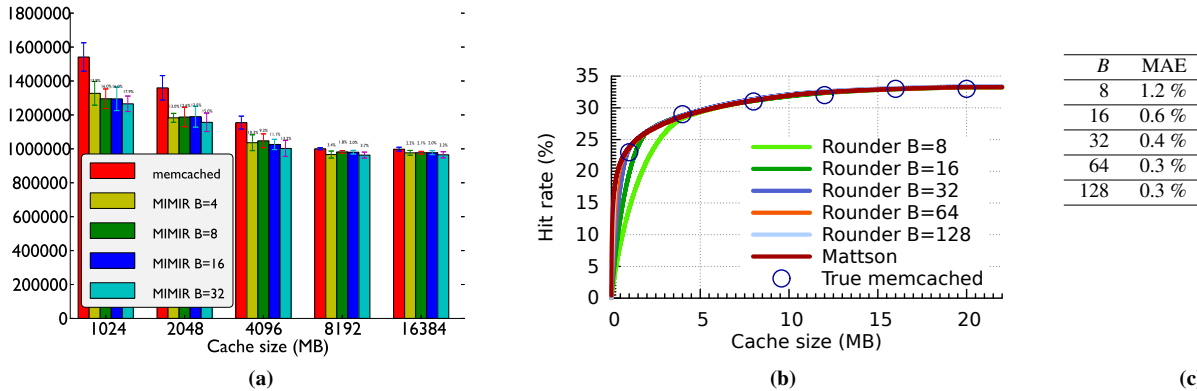 1800000
1600000
1400000
1200000
1000000
800000
600000
400000
200000
0
memcached
MIMIR B=4
MIMIR B=8
MIMIR B=16
MIMIR B=32
1024 2048 4096 8192 16384
Cache size (MB)
(a)
35
30
25
20
15
10
5
0
Hit rate (%)
Rounder B=8
Rounder B=16
Rounder B=32
Rounder B=64
Rounder B=128
Mattson
True memcached
0 5 10 15 20
Cache size (MB)
(b)
B MAE
8 1.2 %
16 0.6 %
32 0.4 %
64 0.3 %
128 0.3 %
(c)